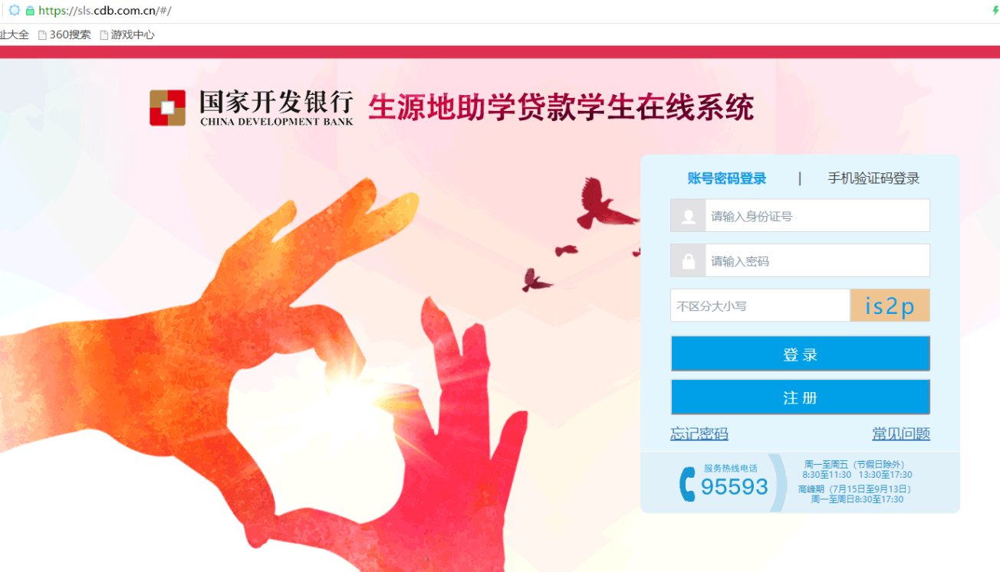 https://sls.cdb.com.cn/#/
址大全 360搜索 游戏中心
国家开发银行 生源地助学贷款学生在线系统
CHINA DEVELOPMENT BANK
账号密码登录 | 手机验证码登录
请输入身份证号
请输入密码
不区分大小写 is2p
登 录
注 册
忘记密码 常见问题
服务热线电话
95593
周一至周五（节假日除外）
8:30至11:30 13:30至17:30
高峰期（7月15日至9月13日）
周一至周日8:30至17:30